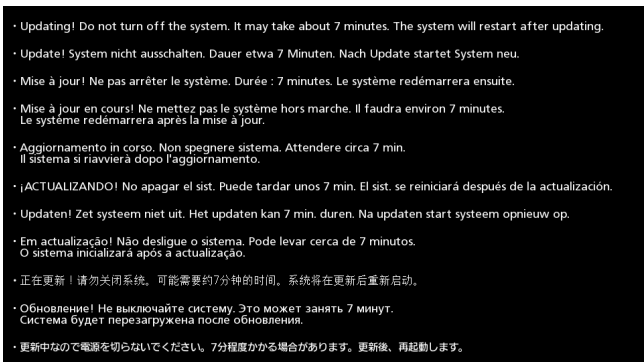 ・Updating! Do not turn off the system. It may take about 7 minutes. The system will restart after updating.
・Update! System nicht ausschalten. Dauer etwa 7 Minuten. Nach Update startet System neu.
・Mise à jour! Ne pas arrêter le système. Durée : 7 minutes. Le système redémarrera ensuite.
・Mise à jour en cours! Ne mettez pas le système hors marche. Il faudra environ 7 minutes.
Le système redémarrera après la mise à jour.
・Aggiornamento in corso. Non spegnere sistema. Attendere circa 7 min.
Il sistema si riavvierà dopo l'aggiornamento.
・¡ACTUALIZANDO! No apagar el sist. Puede tardar unos 7 min. El sist. se reiniciará después de la actualización.
・Updaten! Zet systeem niet uit. Het updaten kan 7 min. duren. Na updaten start systeem opnieuw op.
・Em actualização! Não desligue o sistema. Pode levar cerca de 7 minutos.
O sistema inicializará após a actualização.
・正在更新！请勿关闭系统。可能需要约7分钟的时间。系统将在更新后重新启动。
・Обновление! Не выключайте систему. Это может занять 7 минут.
Система будет перезагружена после обновления.
・更新中なので電源を切らないでください。7分程度かかる場合があります。更新後、再起動します。